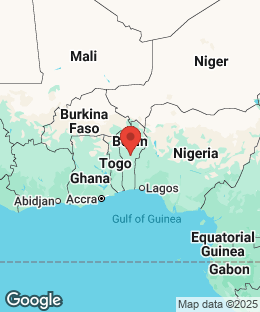 Mali
Niger
Burkina
Faso
Benin
Togo
Nigeria
Ghana
Lagos
Abidjan
Accra
Gulf of Guinea
Equatorial
Guinea
Gabon
Google
Map data ©2025